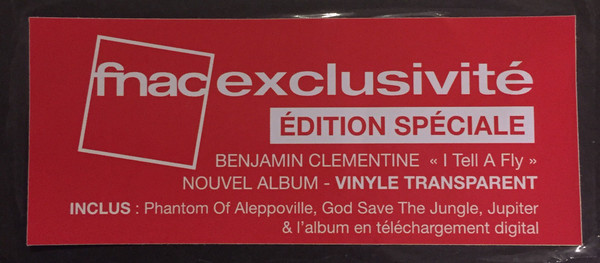 fnac exclusivité
ÉDITION SPÉCIALE
BENJAMIN CLEMENTINE « I Tell A Fly »
NOUVEL ALBUM - VINYLE TRANSPARENT
INCLUS : Phantom Of Aleppoville, God Save The Jungle, Jupiter
& l'album en téléchargement digital